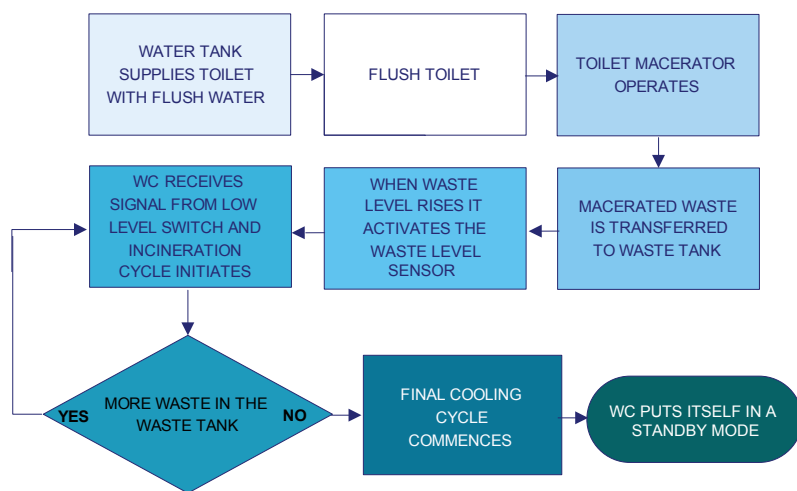 WATER TANK
SUPPLIES TOILET
WITH FLUSH WATER
FLUSH TOILET
TOILET MACERATOR
OPERATES
MACERATED WASTE
IS TRANSFERRED
TO WASTE TANK
WHEN WASTE
LEVEL RISES IT
ACTIVATES THE
WASTE LEVEL
SENSOR
WC RECEIVES
SIGNAL FROM LOW
LEVEL SWITCH AND
INCINERATION
CYCLE INITIATES
MORE WASTE IN THE
WASTE TANK
YES
NO
FINAL COOLING
CYCLE
COMMENCES
WC PUTS ITSELF IN A
STANDBY MODE